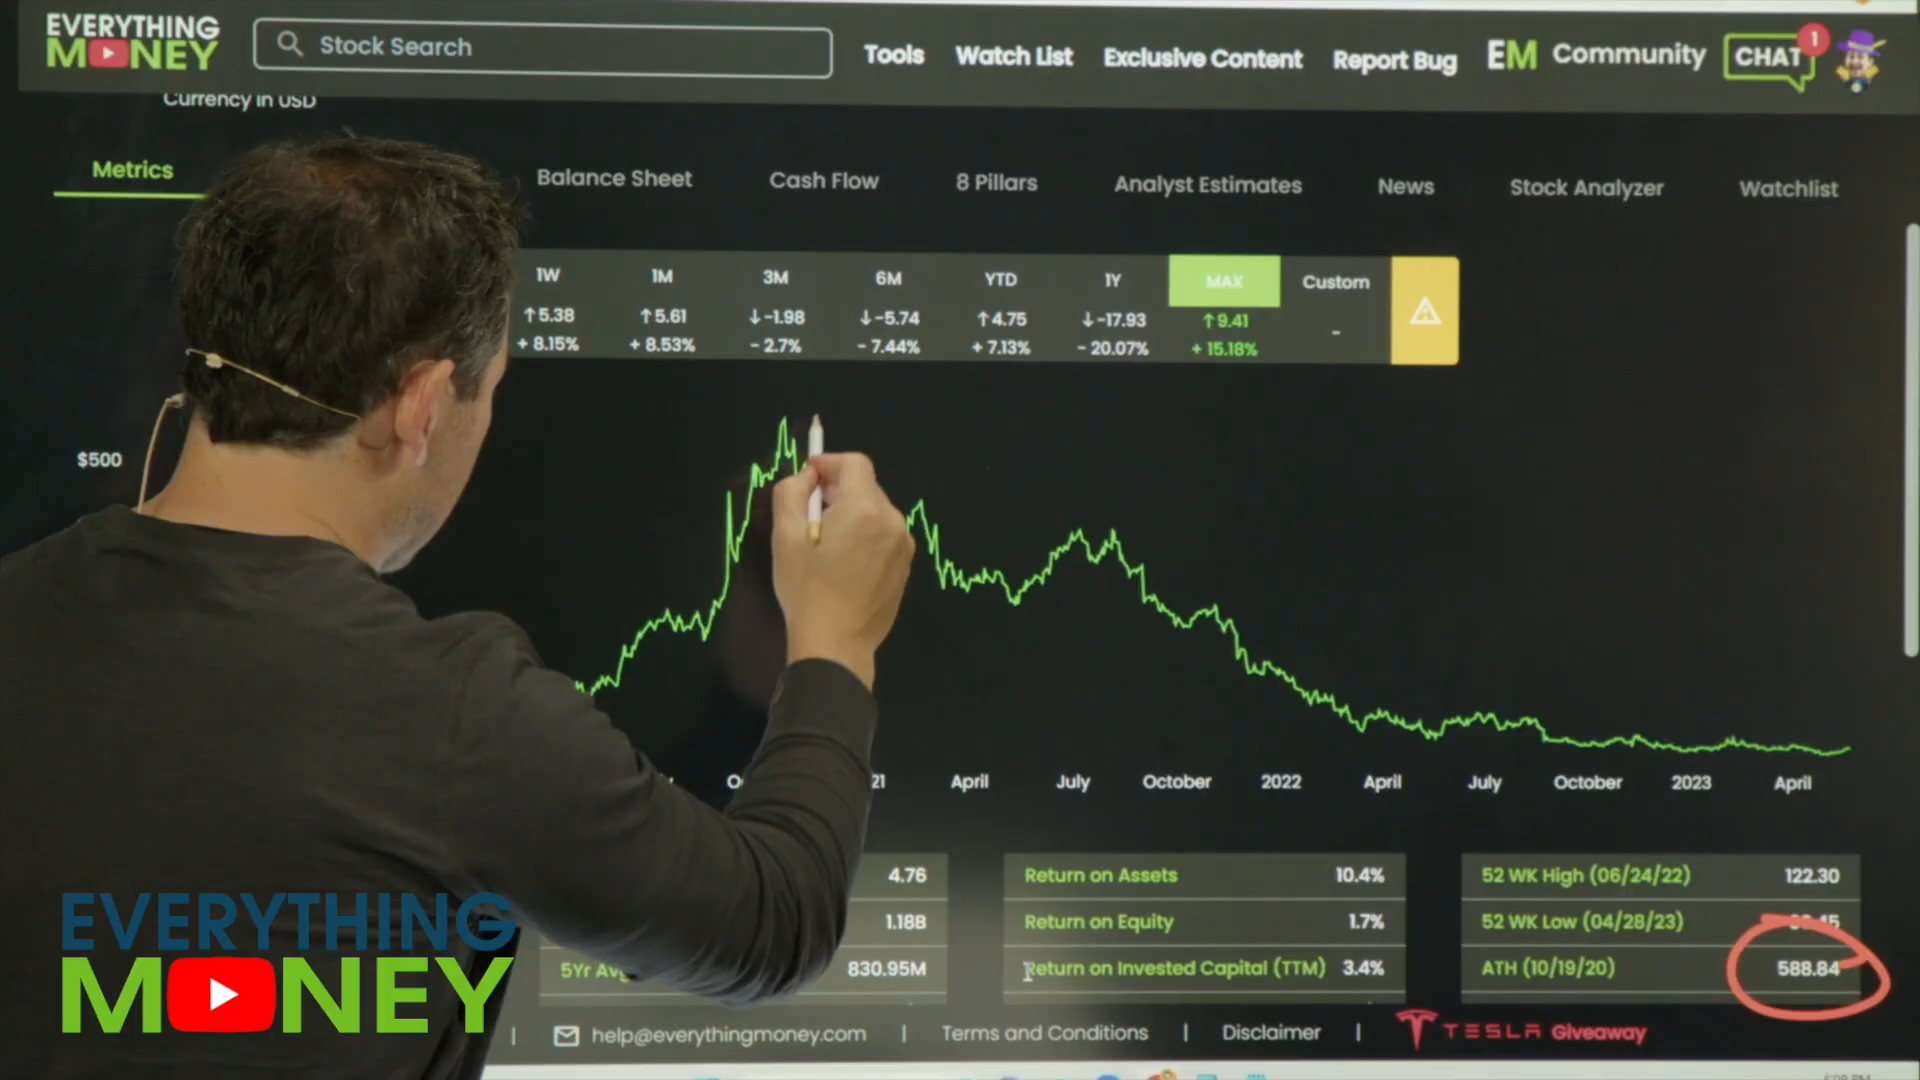 EVERYTHING
MONEY
Stock Search
Tools
Watch List
Exclusive Content
Report Bug
EM Community
CHAT
1
Currency in USD
Metrics
Balance Sheet
Cash Flow
8 Pillars
Analyst Estimates
News
Stock Analyzer
Watchlist
1W 1M 3M 6M YTD 1Y MAX Custom
↑5.38 ↑5.61 ↓-1.98 ↓-5.74 ↑4.75 ↓-17.93 ↑9.41 -
+ 8.15% + 8.53% - 2.7% - 7.44% + 7.13% - 20.07% + 15.18%
$500
21 April July October 2022 April July October 2023 April
4.76
1.18B
5Yr
830.95M
Return on Assets 10.4%
Return on Equity 1.7%
Return on Invested Capital (TTM) 3.4%
52 WK High (06/24/22) 122.30
52 WK Low (04/28/23)
ATH (10/19/20) 588.84
| help@everythingmoney.com | Terms and Conditions | Disclaimer | TESLA Giveaway
EVERYTHING
MONEY